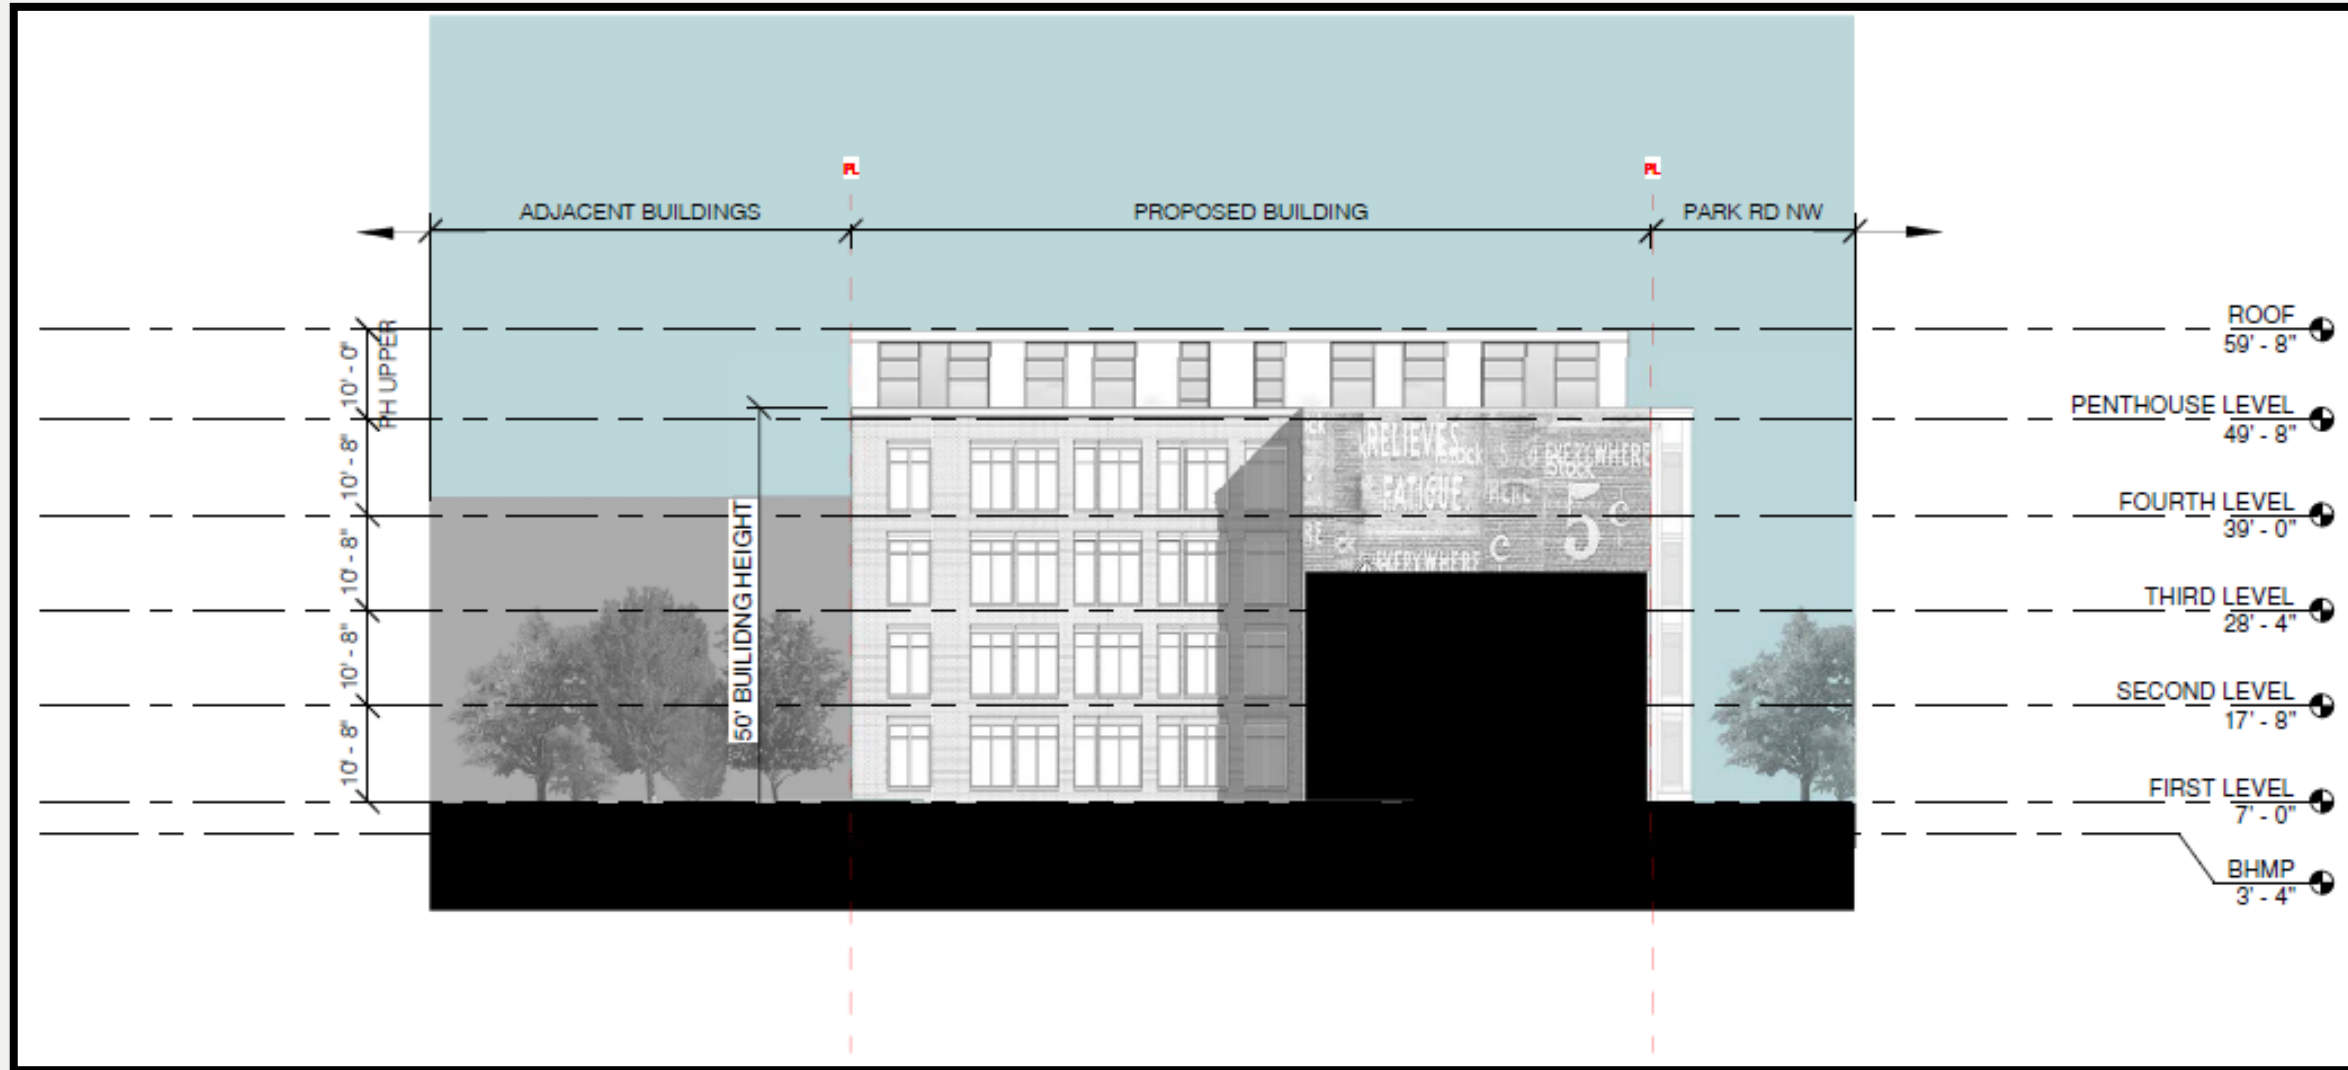 PL
PL
ADJACENT BUILDINGS
PROPOSED BUILDING
PARK RD NW
ROOF
59' - 8"
PENTHOUSE LEVEL
49' - 8"
FOURTH LEVEL
39' - 0"
THIRD LEVEL
28' - 4"
SECOND LEVEL
17' - 8"
FIRST LEVEL
7' - 0"
BHMP
3' - 4"
10' - 0"
PH UPPER
10' - 8"
10' - 8"
10' - 8"
10' - 8"
50' BUILIDNG HEIGHT
RELIEVES
FATIGUE
EVERYWHERE
5 C
EVERYWHERE
C